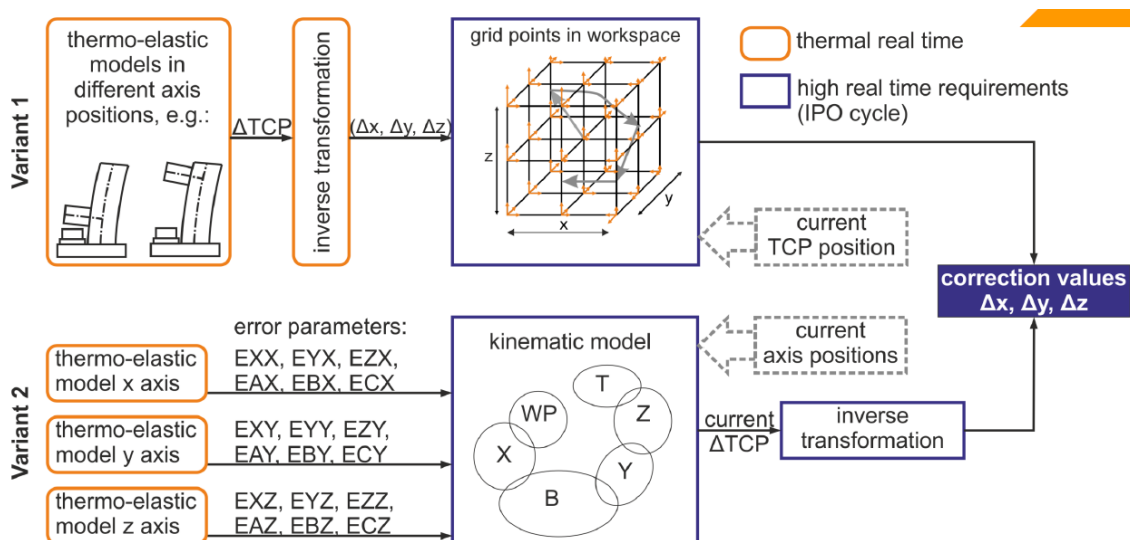 Variant 1
thermo-elastic
models in
different axis
positions, e.g.:
ΔTCP
inverse transformation
(Δx, Δy, Δz)
grid points in workspace
z
x
y
thermal real time
high real time requirements
(IPO cycle)
current
TCP position
correction values
Δx, Δy, Δz
Variant 2
thermo-elastic
model x axis
thermo-elastic
model y axis
thermo-elastic
model z axis
error parameters:
EXX, EYX, EZX,
EAX, EBX, ECX
EXY, EYY, EZY,
EAY, EBY, ECY
EXZ, EYZ, EZZ,
EAZ, EBZ, ECZ
kinematic model
T
WP
Z
X
Y
B
current
axis positions
current
ΔTCP
inverse
transformation